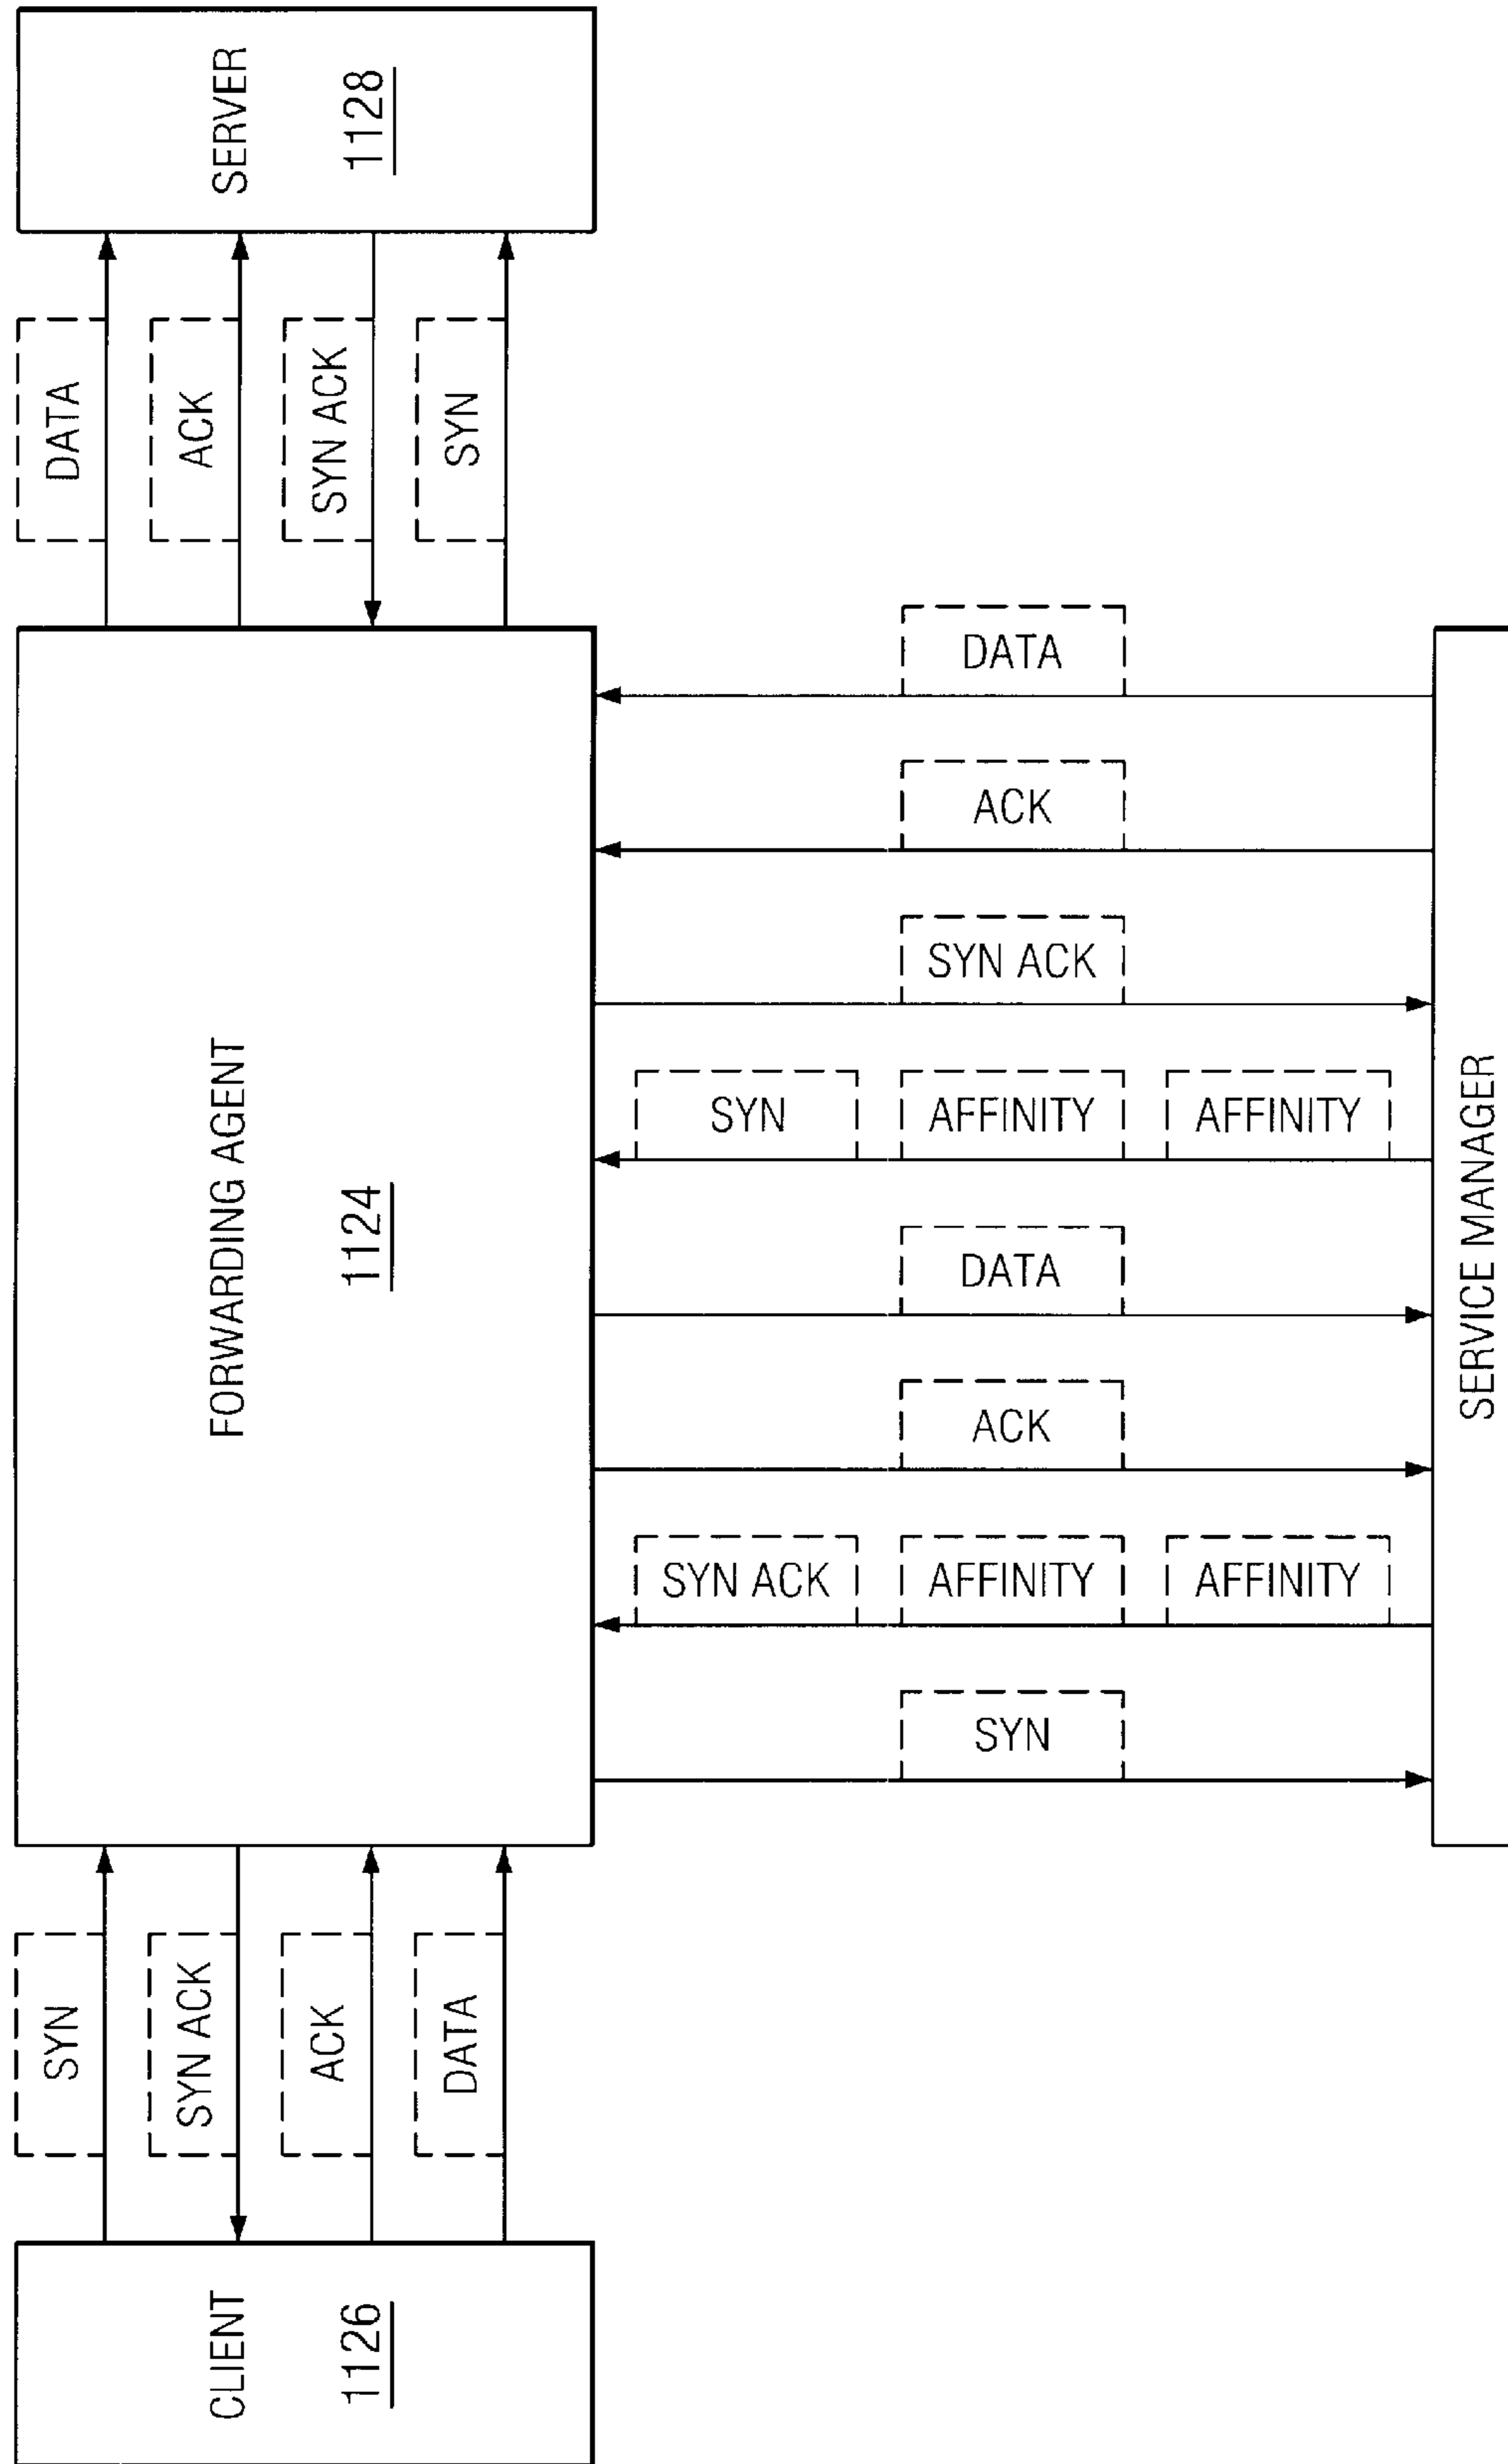 CLIENT
1126
SYN
SYN ACK
ACK
DATA
FORWARDING AGENT
1124
DATA
ACK
SYN ACK
SYN
SERVER
1128
SYN
SYN ACK
AFFINITY
AFFINITY
ACK
DATA
SYN
AFFINITY
AFFINITY
SYN ACK
ACK
DATA
SERVICE MANAGER